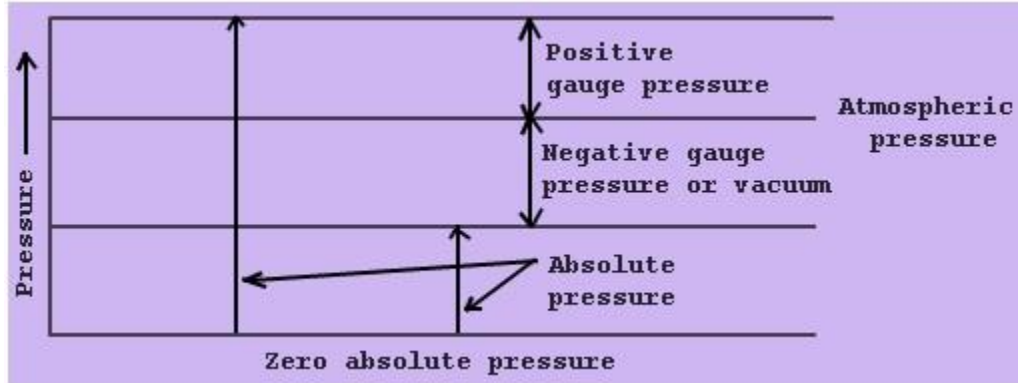 Positive
gauge pressure
Atmospheric
pressure
Negative gauge
pressure or vacuum
Pressure
Absolute
pressure
Zero absolute pressure